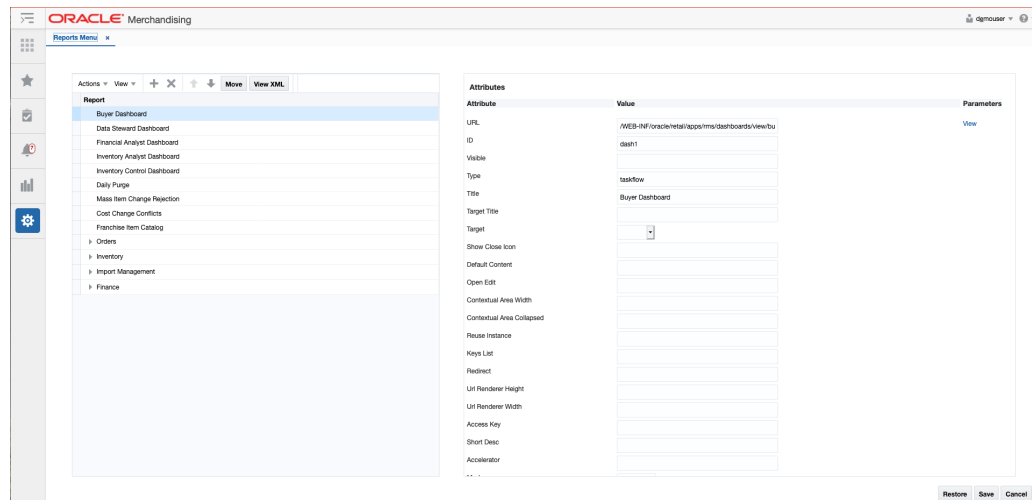 ORACLE® Merchandising
demouser
Reports Menu ×
Actions View Move View XML
Report
Buyer Dashboard
Data Steward Dashboard
Financial Analyst Dashboard
Inventory Analyst Dashboard
Inventory Control Dashboard
Daily Purge
Mass Item Change Rejection
Cost Change Conflicts
Franchise Item Catalog
Orders
Inventory
Import Management
Finance
Attributes
Attribute Value Parameters
URL /WEB-INF/oracle/retail/apps/rms/dashboards/view/bu View
ID dash1
Visible
Type taskflow
Title Buyer Dashboard
Target Title
Target
Show Close Icon
Default Content
Open Edit
Contextual Area Width
Contextual Area Collapsed
Reuse Instance
Keys List
Redirect
Url Renderer Height
Url Renderer Width
Access Key
Short Desc
Accelerator
Restore Save Cancel